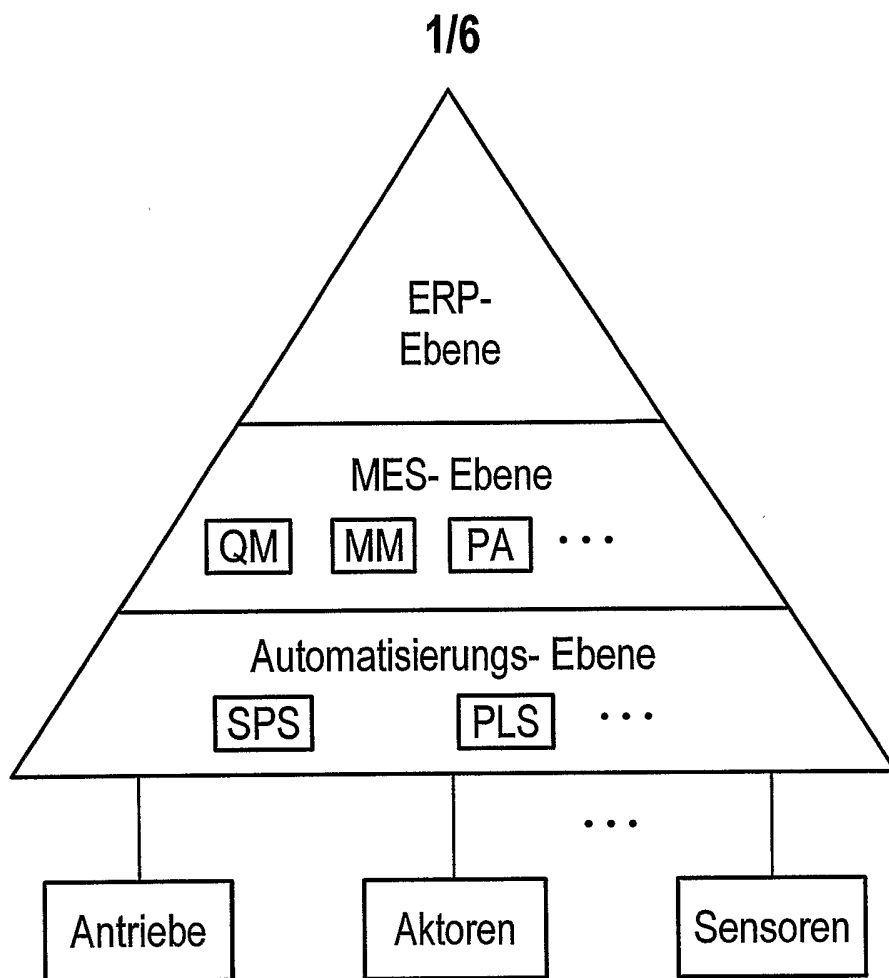 1/6
ERP-
Ebene
MES- Ebene
QM MM PA ...
Automatisierungs- Ebene
SPS PLS ...
...
Antriebe Aktoren Sensoren